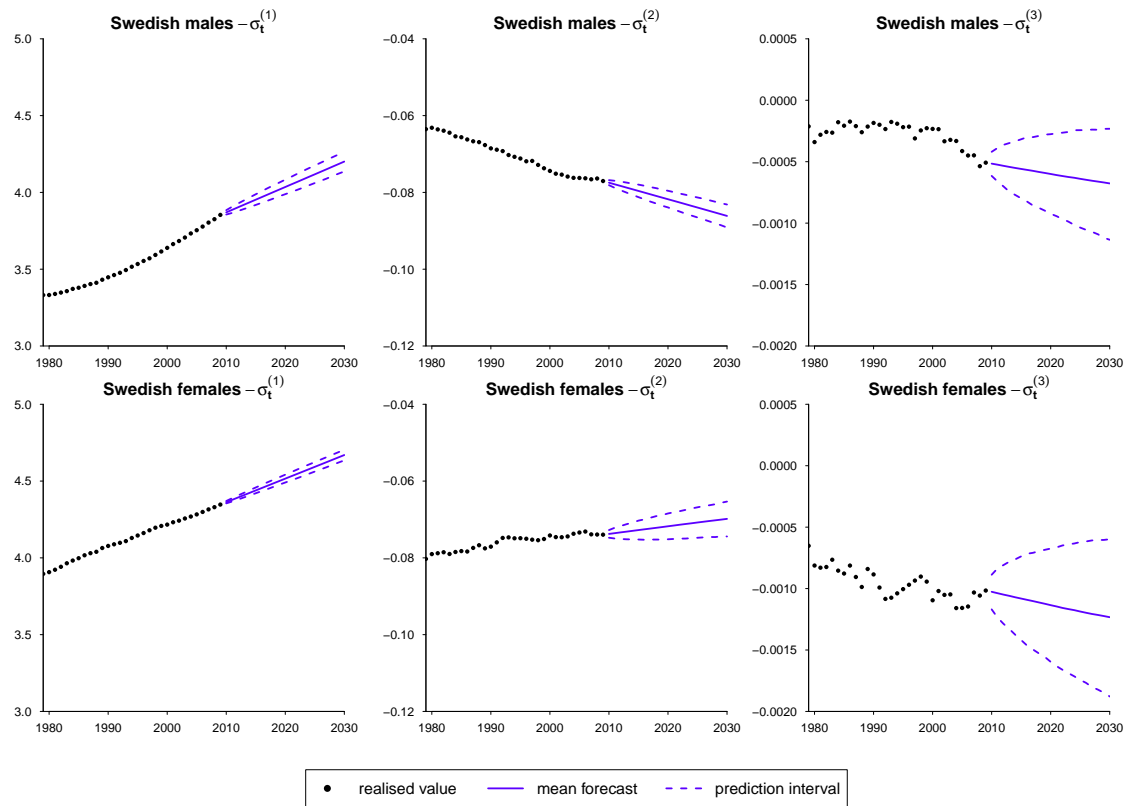 Swedish males − σt(1)
5.0
4.5
4.0
3.5
3.0
1980 1990 2000 2010 2020 2030
Swedish males − σt(2)
−0.04
−0.06
−0.08
−0.10
−0.12
1980 1990 2000 2010 2020 2030
Swedish males − σt(3)
0.0005
0.0000
−0.0005
−0.0010
−0.0015
−0.0020
1980 1990 2000 2010 2020 2030
Swedish females − σt(1)
5.0
4.5
4.0
3.5
3.0
1980 1990 2000 2010 2020 2030
Swedish females − σt(2)
−0.04
−0.06
−0.08
−0.10
−0.12
1980 1990 2000 2010 2020 2030
Swedish females − σt(3)
0.0005
0.0000
−0.0005
−0.0010
−0.0015
−0.0020
1980 1990 2000 2010 2020 2030
realised value mean forecast prediction interval